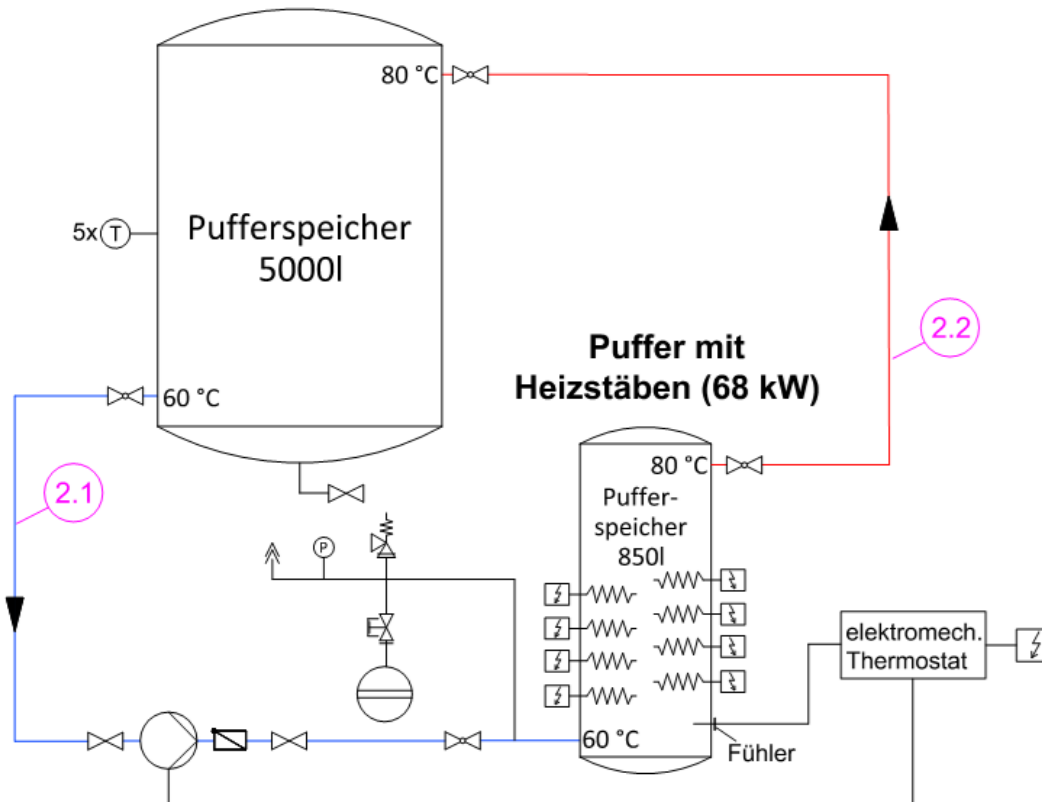 80 °C
5x T
Pufferspeicher
5000l
60 °C
2.1
2.2
Puffer mit
Heizstäben (68 kW)
80 °C
Puffer-
speicher
850l
P
elektromech.
Thermostat
60 °C
Fühler